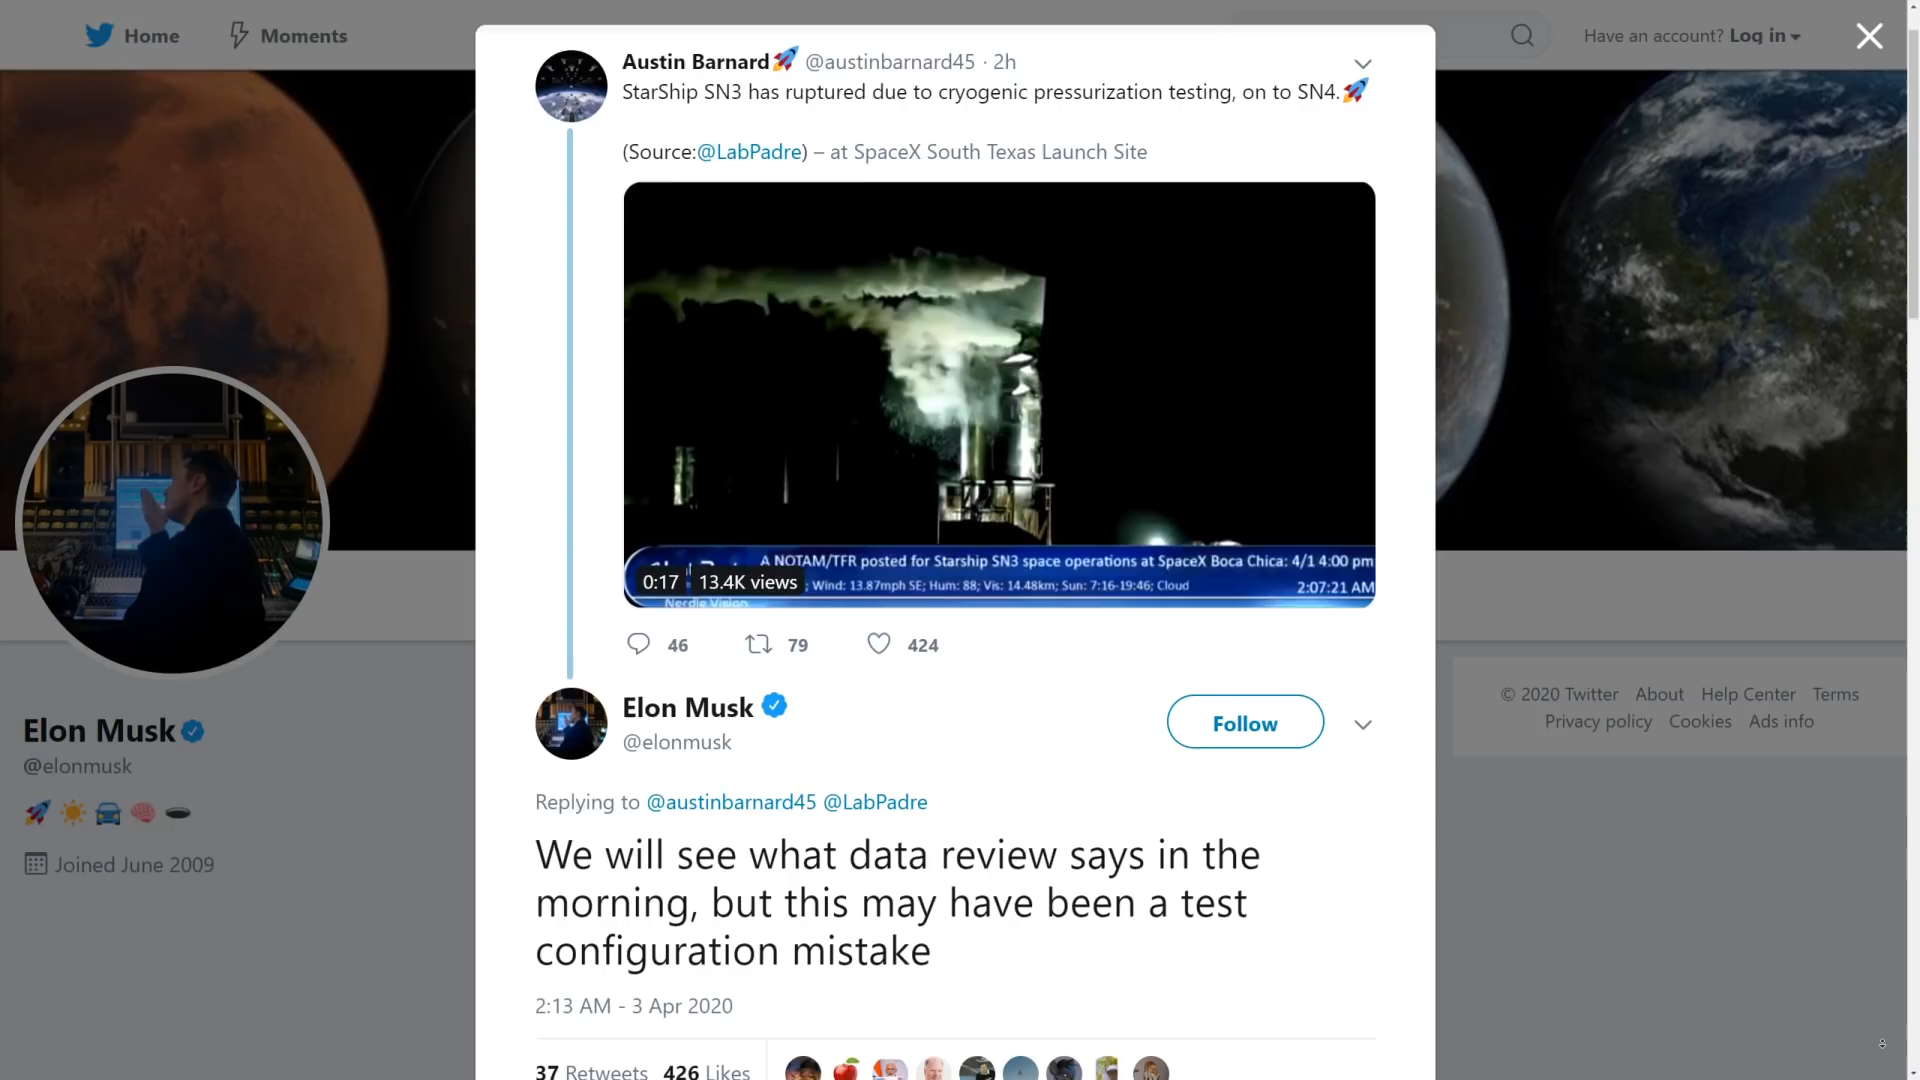 Home
Moments
Have an account? Log in
Austin Barnard🚀 @austinbarnard45 · 2h
StarShip SN3 has ruptured due to cryogenic pressurization testing, on to SN4.🚀
(Source:@LabPadre) – at SpaceX South Texas Launch Site
A NOTAM/TFR posted for Starship SN3 space operations at SpaceX Boca Chica: 4/1 4:00 pm
0:17 13.4K views
; Wind: 13.87mph SE; Hum: 88; Vis: 14.48km; Sun: 7:16-19:46; Cloud
2:07:21 AM
Nerdle Vision
46 79 424
Elon Musk
@elonmusk
Follow
Replying to @austinbarnard45 @LabPadre
We will see what data review says in the
morning, but this may have been a test
configuration mistake
2:13 AM - 3 Apr 2020
37 Retweets 426 Likes
Elon Musk
@elonmusk
🚀☀️🚘🧠🕳️
Joined June 2009
© 2020 Twitter About Help Center Terms
Privacy policy Cookies Ads info